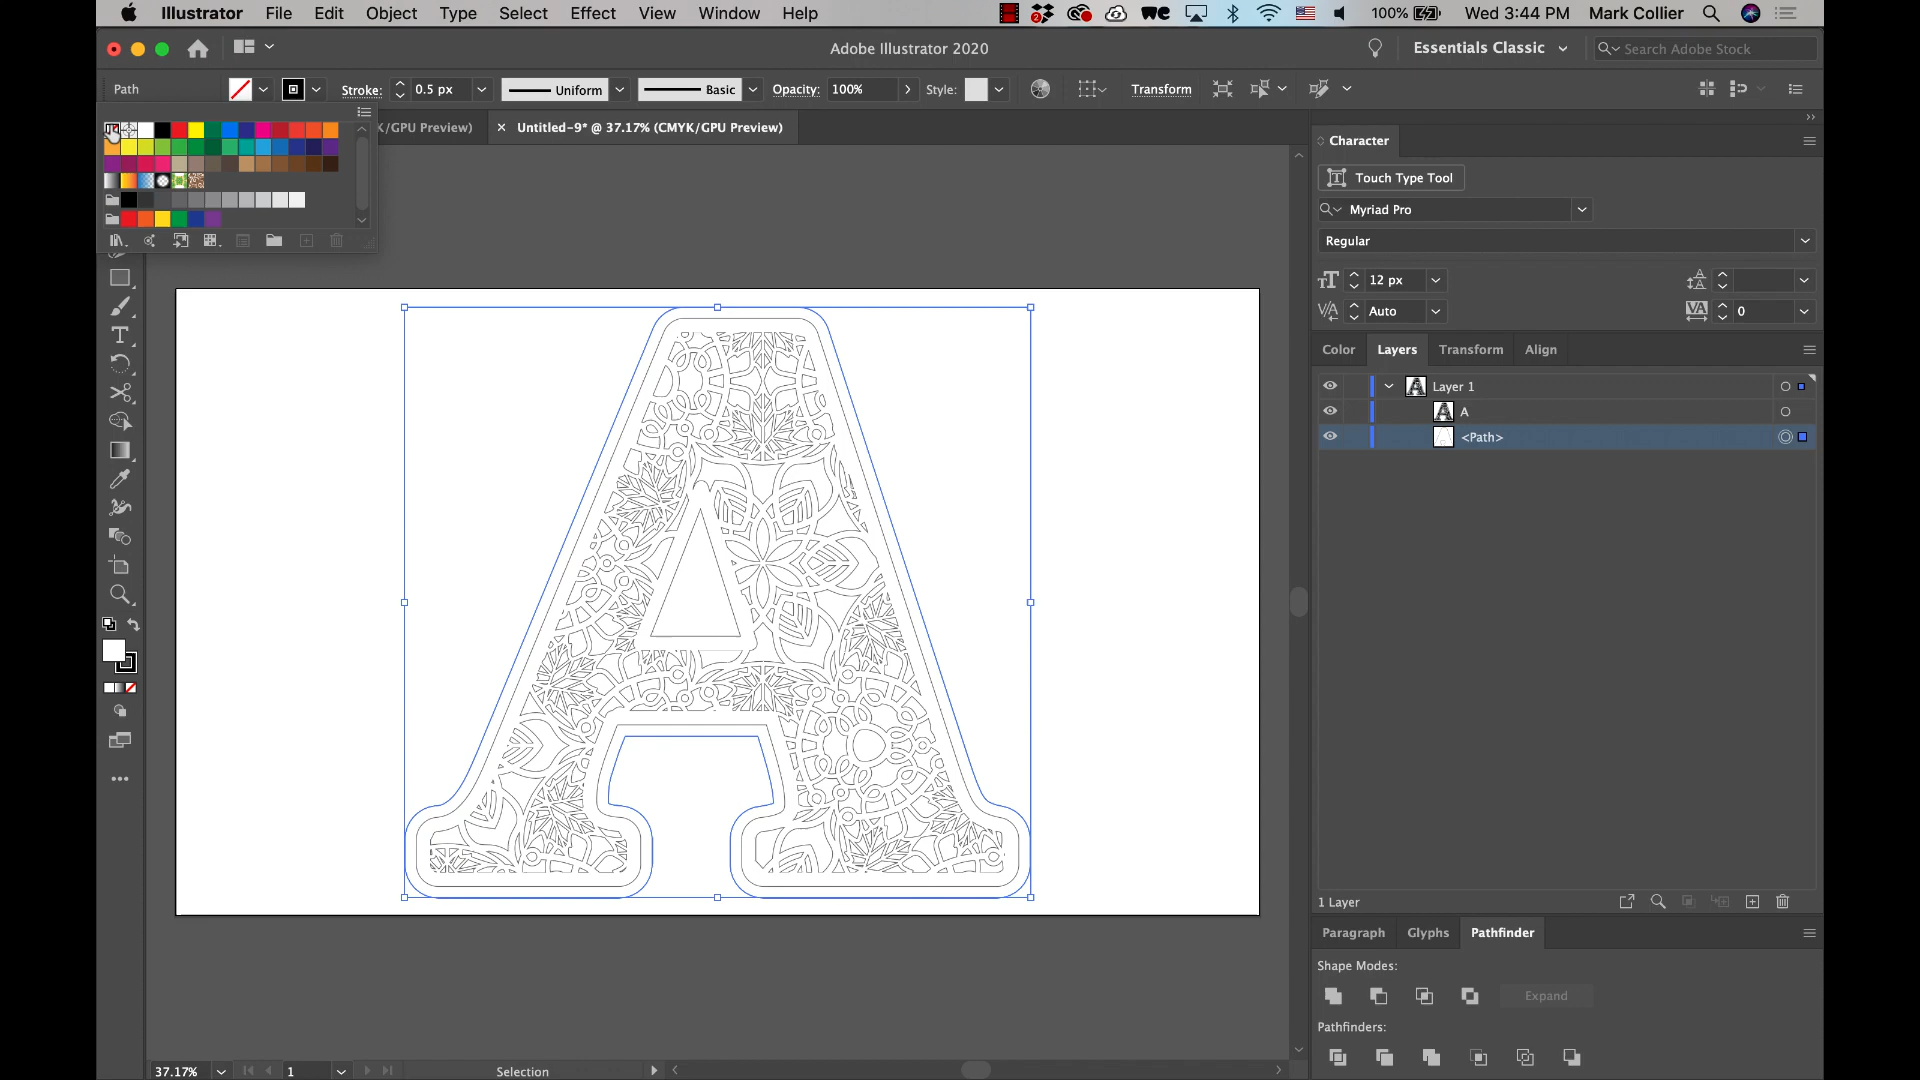 Illustrator File Edit Object Type Select Effect View Window Help 100% Wed 3:44 PM Mark Collier
Adobe Illustrator 2020 Essentials Classic Search Adobe Stock
Path Stroke: 0.5 px Uniform Basic Opacity: 100% Style: Transform
K/GPU Preview) × Untitled-9* @ 37.17% (CMYK/GPU Preview)
Character
Touch Type Tool
Myriad Pro
Regular
12 px
Auto 0
Color Layers Transform Align
Layer 1
A
<Path>
1 Layer
Paragraph Glyphs Pathfinder
Shape Modes:
Expand
Pathfinders:
37.17% 1 Selection